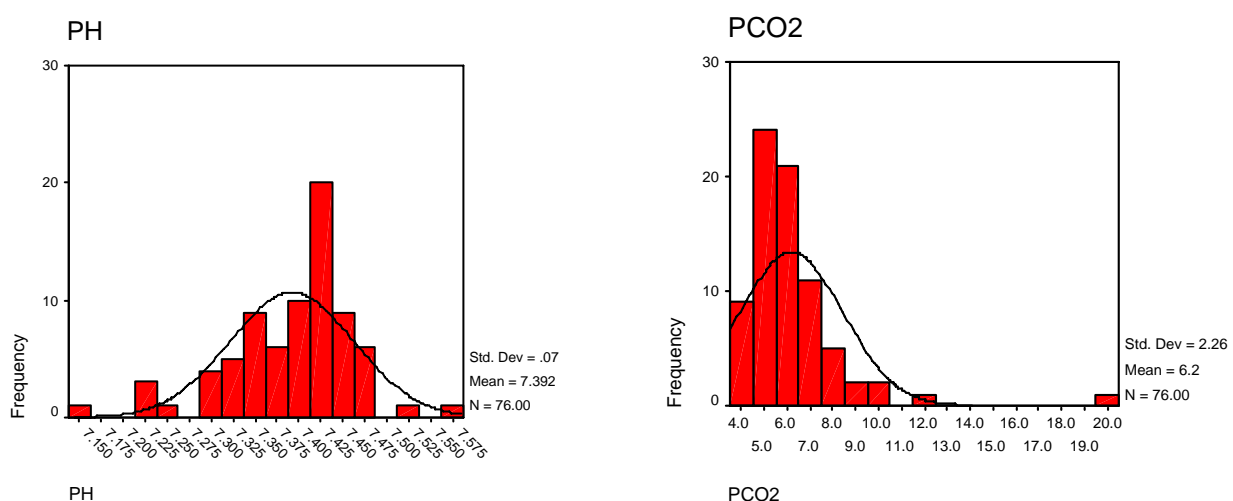 PH
30
20
10
0
Frequency
Std. Dev = .07
Mean = 7.392
N = 76.00
7.150
7.175
7.200
7.225
7.250
7.275
7.300
7.325
7.350
7.375
7.400
7.425
7.450
7.475
7.500
7.525
7.550
7.575
PH
PCO2
30
20
10
0
Frequency
Std. Dev = 2.26
Mean = 6.2
N = 76.00
4.0 6.0 8.0 10.0 12.0 14.0 16.0 18.0 20.0
5.0 7.0 9.0 11.0 13.0 15.0 17.0 19.0
PCO2